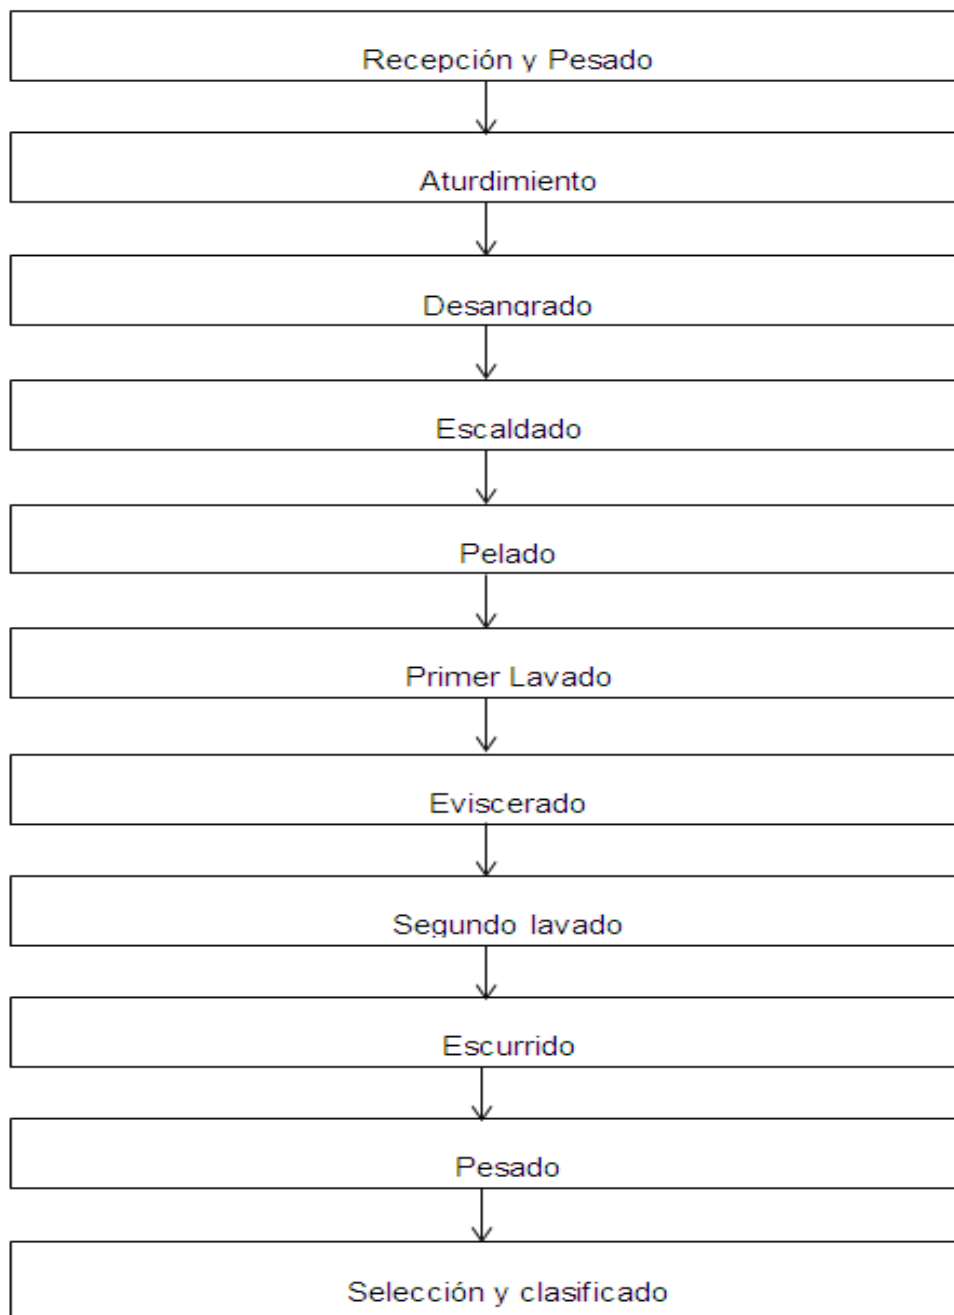 Recepción y Pesado
Aturdimiento
Desangrado
Escaldado
Pelado
Primer Lavado
Eviscerado
Segundo lavado
Escurrido
Pesado
Selección y clasificado